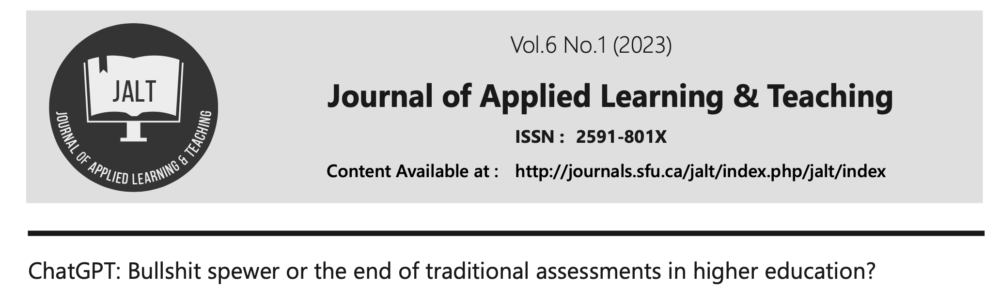 JALT
JOURNAL OF APPLIED LEARNING & TEACHING
Vol.6 No.1 (2023)
Journal of Applied Learning & Teaching
ISSN : 2591-801X
Content Available at : http://journals.sfu.ca/jalt/index.php/jalt/index
ChatGPT: Bullshit spewer or the end of traditional assessments in higher education?